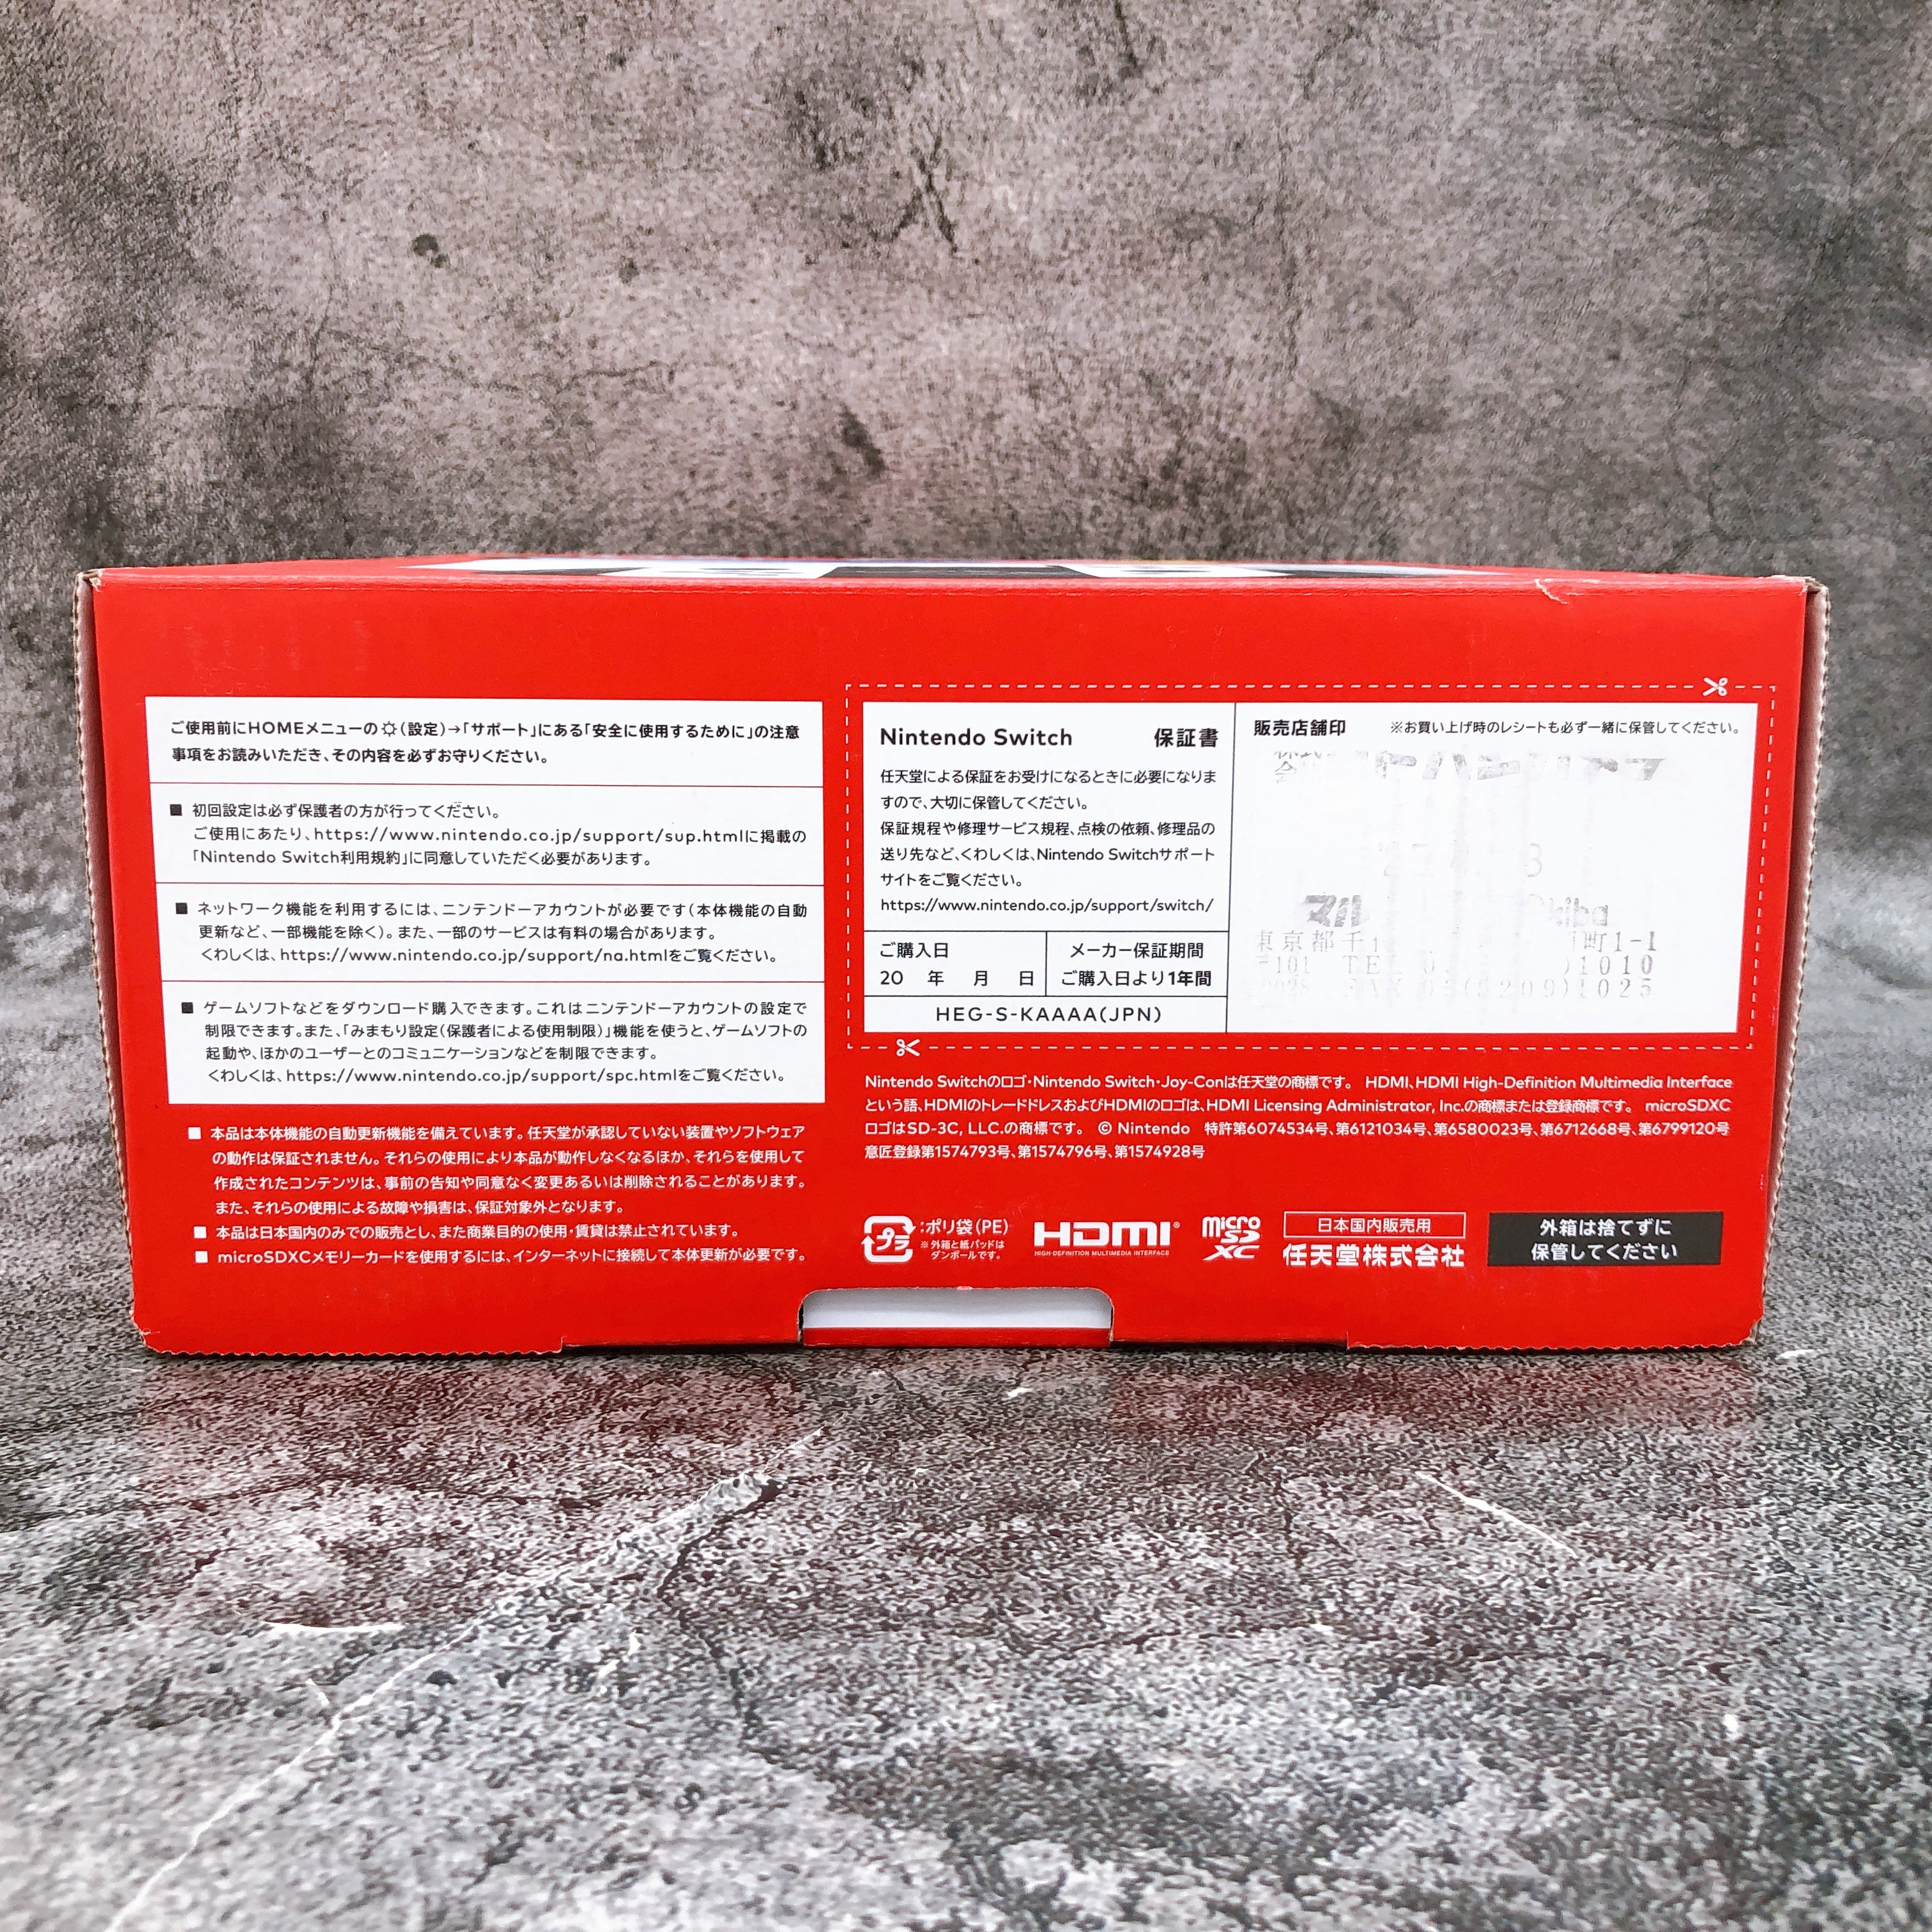 ご使用前にHOMEメニューの(設定)→「サポート」にある「安全に使用するために」の注意
事項をお読みいただき、その内容を必ずお守りください。
■ 初回設定は必ず保護者の方が行ってください。
ご使用にあたり、https://www.nintendo.co.jp/support/sup.htmlに掲載の
「Nintendo Switch利用規約」に同意していただく必要があります。
■ ネットワーク機能を利用するには、ニンテンドーアカウントが必要です(本体機能の自動
更新など、一部機能を除く)。また、一部のサービスは有料の場合があります。
くわしくは、https://www.nintendo.co.jp/support/na.htmlをご覧ください。
■ ゲームソフトなどをダウンロード購入できます。これはニンテンドーアカウントの設定で
制限できます。また、「みまもり設定(保護者による使用制限)」機能を使うと、ゲームソフトの
起動や、ほかのユーザーとのコミュニケーションなどを制限できます。
くわしくは、https://www.nintendo.co.jp/support/spc.htmlをご覧ください。
■ 本品は本体機能の自動更新機能を備えています。任天堂が承認していない装置やソフトウェア
の動作は保証されません。それらの使用により本品が動作しなくなるほか、それらを使用して
作成されたコンテンツは、事前の告知や同意なく変更あるいは削除されることがあります。
また、それらの使用による故障や損害は、保証対象外となります。
■ 本品は日本国内のみでの販売とし、また商業目的の使用・賃貸は禁止されています。
■ microSDXCメモリーカードを使用するには、インターネットに接続して本体更新が必要です。
Nintendo Switch 保証書
任天堂による保証をお受けになるときに必要になりま
すので、大切に保管してください。
保証規程や修理サービス規程、点検の依頼、修理品の
送り先など、くわしくは、Nintendo Switchサポート
サイトをご覧ください。
https://www.nintendo.co.jp/support/switch/
ご購入日
20 年 月 日
メーカー保証期間
ご購入日より1年間
HEG-S-KAAAA(JPN)
販売店舗印 ※お買い上げ時のレシートも必ず一緒に保管してください。
東京都千 町1-1
〒101 TEL 1010
FAX (5209)1025
Nintendo Switchのロゴ・Nintendo Switch・Joy-Conは任天堂の商標です。 HDMI、HDMI High-Definition Multimedia Interface
という語、HDMIのトレードドレスおよびHDMIのロゴは、HDMI Licensing Administrator, Inc.の商標または登録商標です。 microSDXC
ロゴはSD-3C, LLC.の商標です。 © Nintendo 特許第6074534号、第6121034号、第6580023号、第6712668号、第6799120号
意匠登録第1574793号、第1574796号、第1574928号
プラ :ポリ袋(PE)
※外箱と紙パッドは
ダンボールです。
HDMI®
HIGH-DEFINITION MULTIMEDIA INTERFACE
micro
SD
XC
日本国内販売用
任天堂株式会社
外箱は捨てずに
保管してください